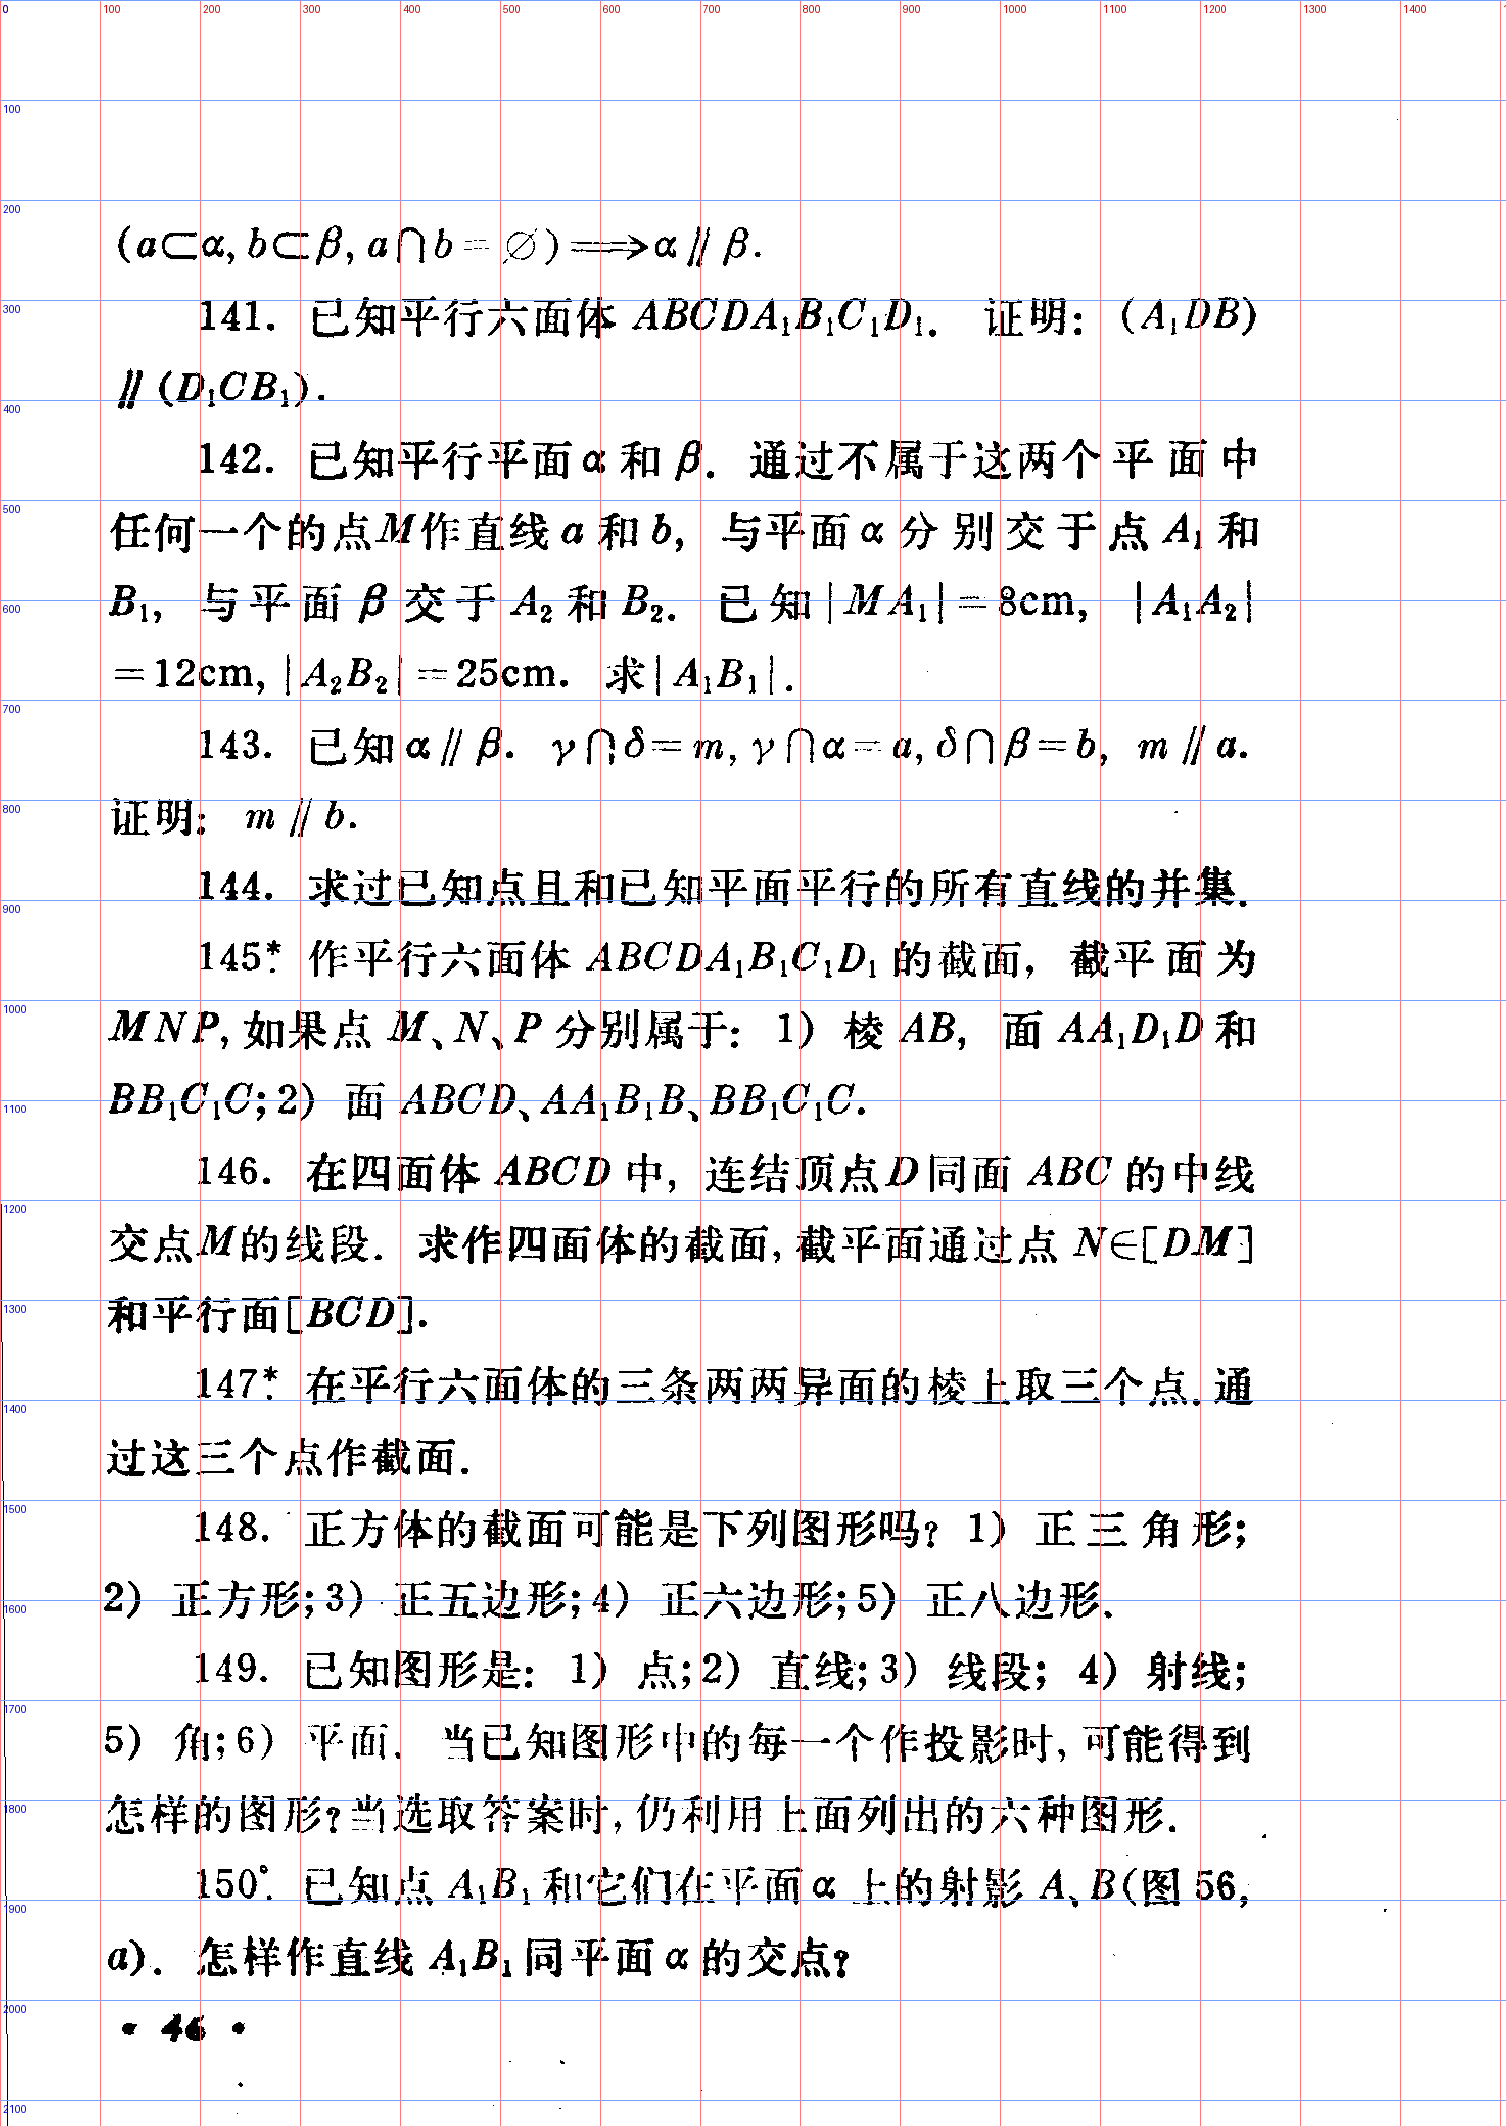 (a⊂α, b⊂β, a⋂b=∅)⟹α∥β.
141. 已知平行六面体 ABCDA₁B₁C₁D₁. 证明: (A₁DB)
∥(D₁CB₁).
142. 已知平行平面α和β. 通过不属于这两个平面中
任何一个的点M作直线a和b, 与平面α分别交于点A₁和
B₁, 与平面β交于A₂和B₂. 已知|MA₁|=8cm, |A₁A₂|
=12cm, |A₂B₂|=25cm. 求|A₁B₁|.
143. 已知α∥β. γ⋂δ=m, γ⋂α=a, δ⋂β=b, m∥a.
证明: m∥b.
144. 求过已知点且和已知平面平行的所有直线的并集.
145*. 作平行六面体 ABCDA₁B₁C₁D₁ 的截面, 截平面为
MNP, 如果点 M、N、P 分别属于: 1) 棱 AB, 面 AA₁D₁D 和
BB₁C₁C; 2) 面 ABCD、AA₁B₁B、BB₁C₁C.
146. 在四面体 ABCD 中, 连结顶点D同面 ABC 的中线
交点M的线段. 求作四面体的截面, 截平面通过点 N∈[DM]
和平行面[BCD].
147*. 在平行六面体的三条两两异面的棱上取三个点. 通
过这三个点作截面.
148. 正方体的截面可能是下列图形吗? 1) 正三角形;
2) 正方形; 3) 正五边形; 4) 正六边形; 5) 正八边形.
149. 已知图形是: 1) 点; 2) 直线; 3) 线段; 4) 射线;
5) 角; 6) 平面. 当已知图形中的每一个作投影时, 可能得到
怎样的图形? 当选取答案时, 仍利用上面列出的六种图形.
150°. 已知点 A₁B₁ 和它们在平面α上的射影 A、B(图 56,
a). 怎样作直线 A₁B₁ 同平面α的交点?
• 46 •